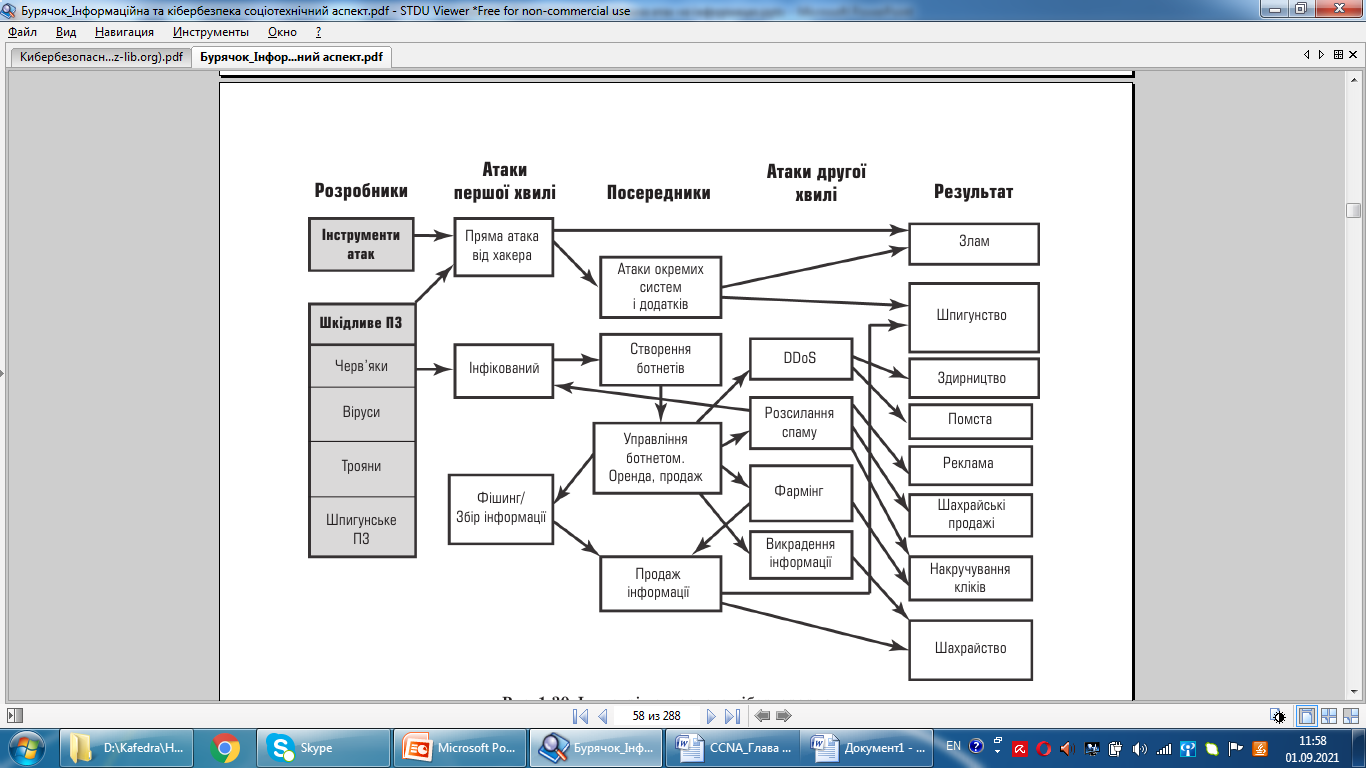 Бурячок_Інформаційна та кібербезпека соціотехнічний аспект.pdf - STDU Viewer *Free for non-commercial use
Файл Вид Навигация Инструменты Окно ?
Кибербезопасн...z-lib.org).pdf Бурячок_Інфор...ний аспект.pdf
Розробники
Атаки
першої хвилі
Посередники
Атаки другої
хвилі
Результат
Інструменти
атак
Шкідливе ПЗ
Черв'яки
Віруси
Трояни
Шпигунське
ПЗ
Пряма атака
від хакера
Інфікований
Фішинг/
Збір інформації
Атаки окремих
систем
і додатків
Створення
ботнетів
Управління
ботнетом.
Оренда, продаж
Продаж
інформації
DDoS
Розсилання
спаму
Фармінг
Викрадення
інформації
Злам
Шпигунство
Здирництво
Помста
Реклама
Шахрайські
продажі
Накручування
кліків
Шахрайство
58 из 288
D:\Kafedra\Н...
Skype
Microsoft Po...
Бурячок_Інф...
CCNA_Глава ...
Документ1 - ...
EN
11:58
01.09.2021